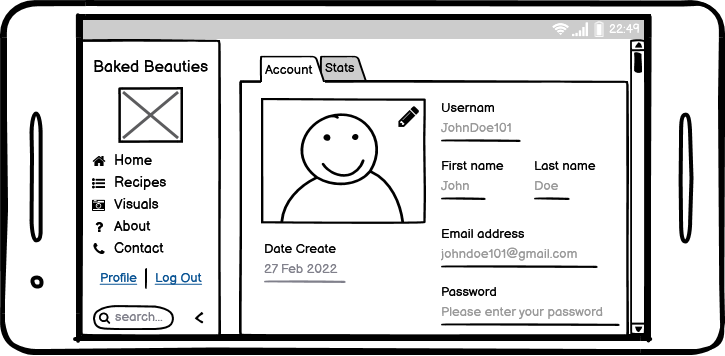 22:49
Baked Beauties
Home
Recipes
Visuals
? About
Contact
Profile | Log Out
search... <
Account Stats
Usernam
JohnDoe101
First name Last name
John Doe
Email address
johndoe101@gmail.com
Password
Please enter your password
Date Create
27 Feb 2022